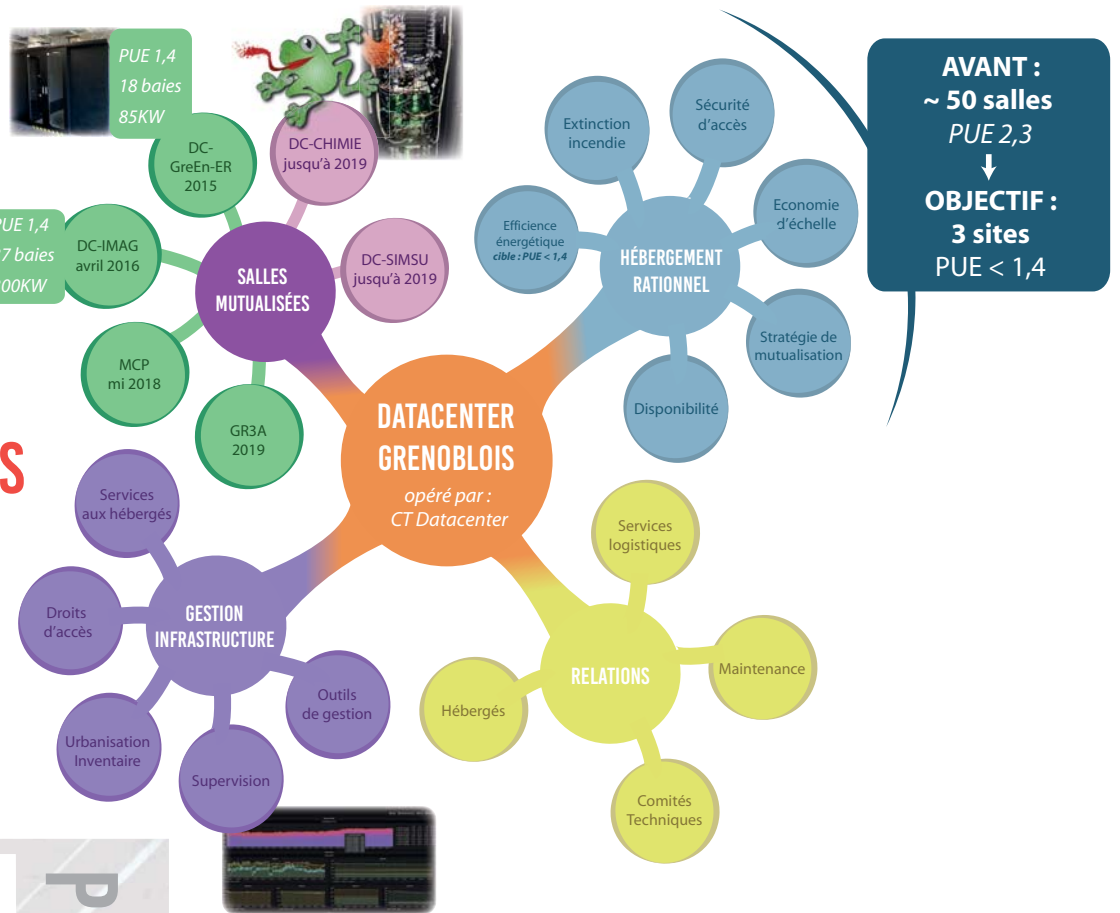 PUE 1,4
18 baies
85KW
DC-
GreEn-ER
2015
DC-CHIMIE
jusqu'à 2019
PUE 1,4
7 baies
00KW
DC-IMAG
avril 2016
DC-SIMSU
jusqu'à 2019
SALLES
MUTUALISÉES
MCP
mi 2018
GR3A
2019
Extinction
incendie
Sécurité
d'accès
Efficience
énergétique
cible : PUE < 1,4
Economie
d'échelle
HÉBERGEMENT
RATIONNEL
Stratégie de
mutualisation
Disponibilité
AVANT :
~ 50 salles
PUE 2,3
↓
OBJECTIF :
3 sites
PUE < 1,4
DATACENTER
GRENOBLOIS
opéré par :
CT Datacenter
S
Services
aux hébergés
Droits
d'accès
GESTION
INFRASTRUCTURE
Outils
de gestion
Urbanisation
Inventaire
Supervision
Services
logistiques
RELATIONS
Maintenance
Hébergés
Comités
Techniques
P